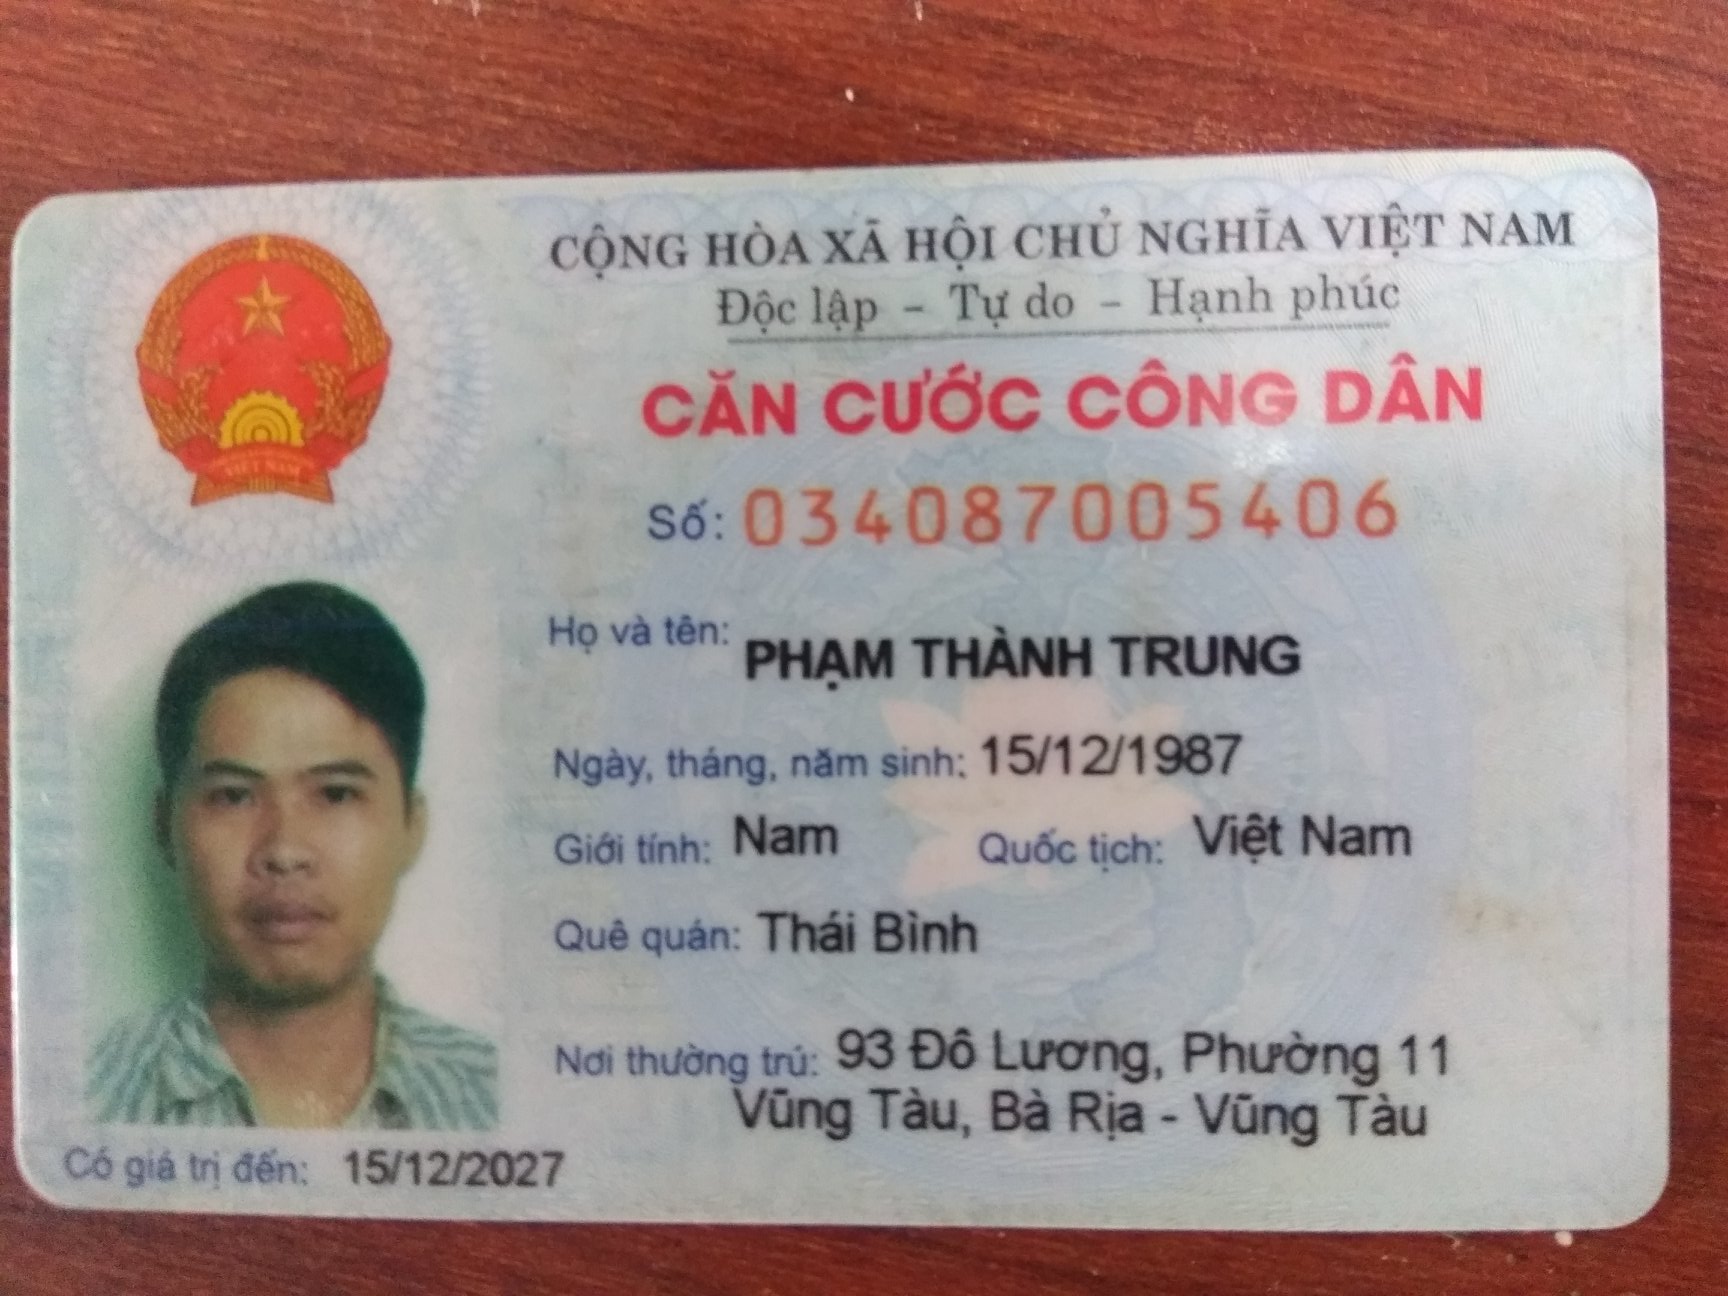 CỘNG HÒA XÃ HỘI CHỦ NGHĨA VIỆT NAM
Độc lập - Tự do - Hạnh phúc
CĂN CƯỚC CÔNG DÂN
Số: 034087005406
Họ và tên: PHẠM THÀNH TRUNG
Ngày, tháng, năm sinh: 15/12/1987
Giới tính: Nam Quốc tịch: Việt Nam
Quê quán: Thái Bình
Nơi thường trú: 93 Đô Lương, Phường 11
Vũng Tàu, Bà Rịa - Vũng Tàu
Có giá trị đến: 15/12/2027
VIỆT NAM